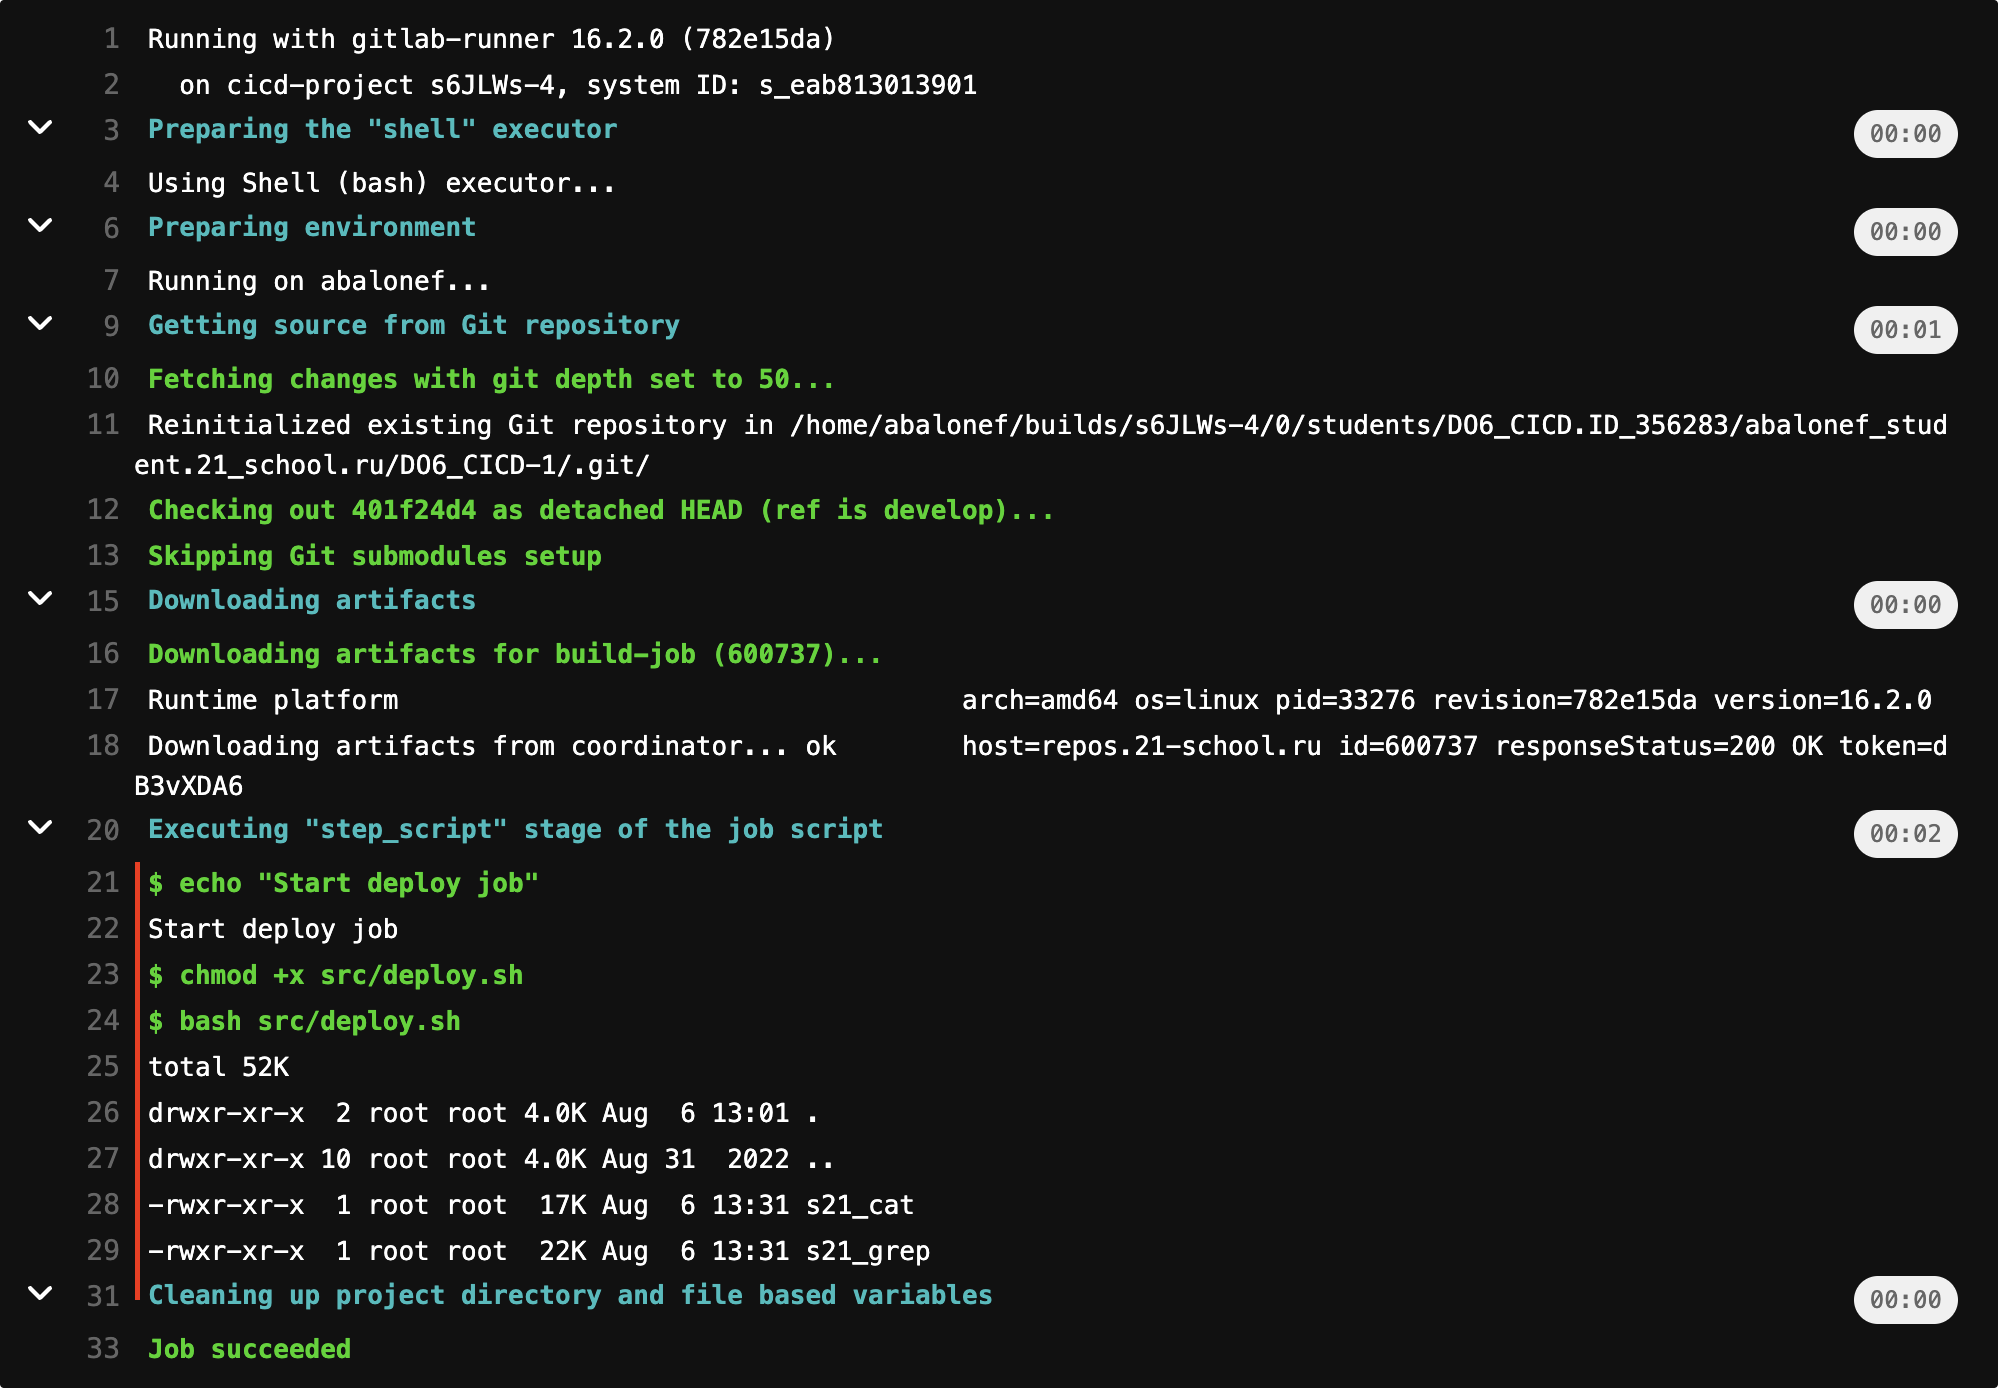 1 Running with gitlab-runner 16.2.0 (782e15da)
2   on cicd-project s6JLWs-4, system ID: s_eab813013901
3 Preparing the "shell" executor 00:00
4 Using Shell (bash) executor...
6 Preparing environment 00:00
7 Running on abalonef...
9 Getting source from Git repository 00:01
10 Fetching changes with git depth set to 50...
11 Reinitialized existing Git repository in /home/abalonef/builds/s6JLWs-4/0/students/DO6_CICD.ID_356283/abalonef_stud
ent.21_school.ru/DO6_CICD-1/.git/
12 Checking out 401f24d4 as detached HEAD (ref is develop)...
13 Skipping Git submodules setup
15 Downloading artifacts 00:00
16 Downloading artifacts for build-job (600737)...
17 Runtime platform                                    arch=amd64 os=linux pid=33276 revision=782e15da version=16.2.0
18 Downloading artifacts from coordinator... ok        host=repos.21-school.ru id=600737 responseStatus=200 OK token=d
B3vXDA6
20 Executing "step_script" stage of the job script 00:02
21 $ echo "Start deploy job"
22 Start deploy job
23 $ chmod +x src/deploy.sh
24 $ bash src/deploy.sh
25 total 52K
26 drwxr-xr-x  2 root root 4.0K Aug  6 13:01 .
27 drwxr-xr-x 10 root root 4.0K Aug 31  2022 ..
28 -rwxr-xr-x  1 root root  17K Aug  6 13:31 s21_cat
29 -rwxr-xr-x  1 root root  22K Aug  6 13:31 s21_grep
31 Cleaning up project directory and file based variables 00:00
33 Job succeeded